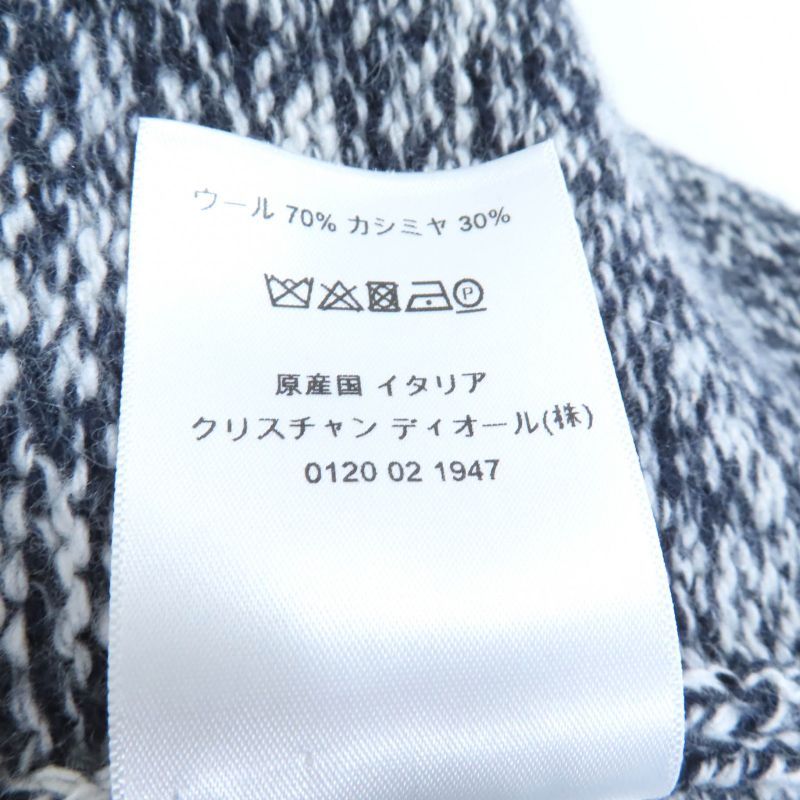 ウール 70% カシミヤ 30%
P
原産国 イタリア
クリスチャン ディオール(株)
0120 02 1947